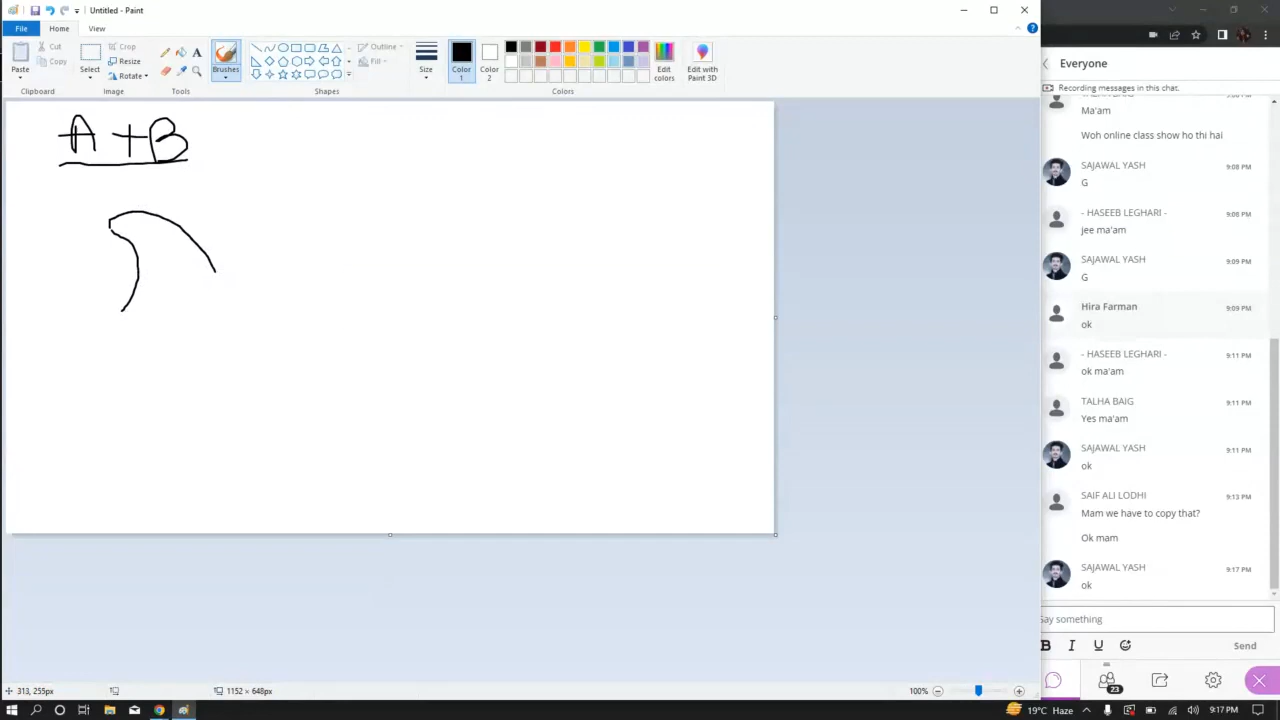 Untitled - Paint
File
Home
View
Paste
Cut
Copy
Clipboard
Select
Crop
Resize
Rotate
Image
Tools
Brushes
Shapes
Outline
Fill
Size
Color
1
Color
2
Edit
colors
Colors
Edit with
Paint 3D
A + B
313, 255px
1152 × 648px
100%
Everyone
Recording messages in this chat.
Ma'am
Woh online class show ho thi hai
SAJAWAL YASH
9:08 PM
G
- HASEEB LEGHARI -
9:08 PM
jee ma'am
SAJAWAL YASH
9:09 PM
G
Hira Farman
9:09 PM
ok
- HASEEB LEGHARI -
9:11 PM
ok ma'am
TALHA BAIG
9:11 PM
Yes ma'am
SAJAWAL YASH
9:11 PM
ok
SAIF ALI LODHI
9:13 PM
Mam we have to copy that?
Ok mam
SAJAWAL YASH
9:17 PM
ok
Say something
B I U
Send
23
19°C Haze
9:17 PM